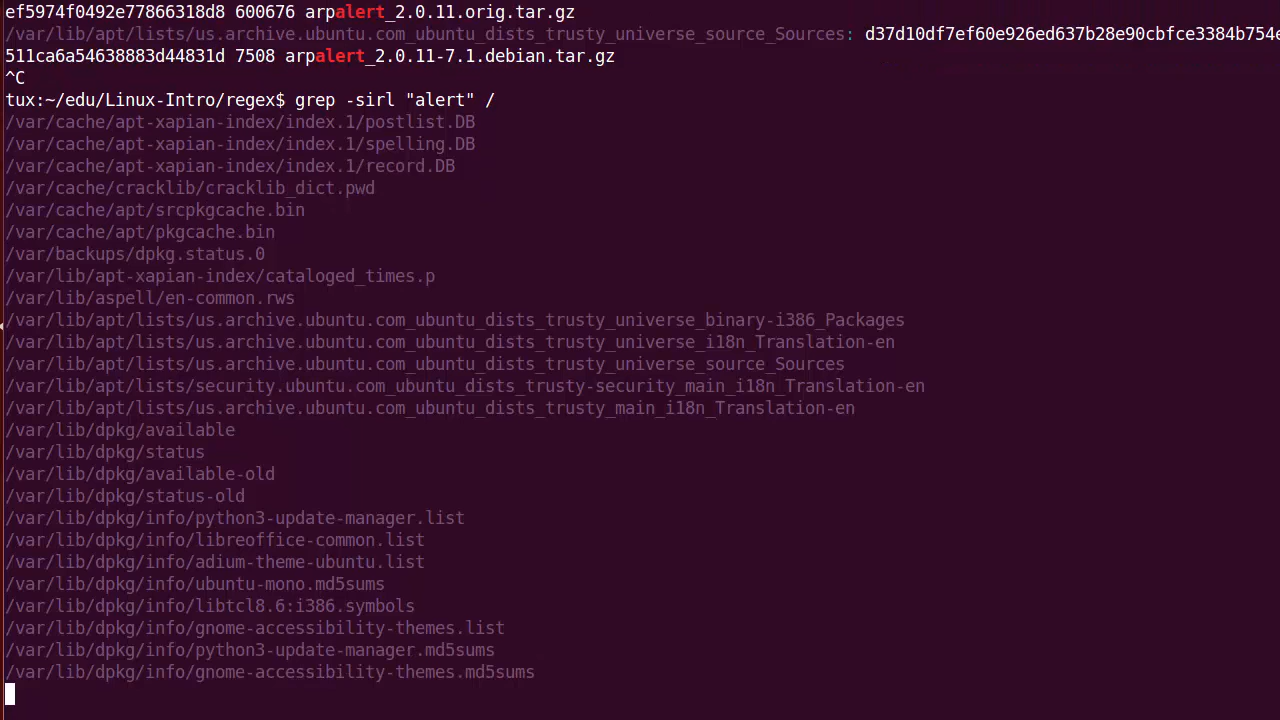 ef5974f0492e77866318d8 600676 arpalert_2.0.11.orig.tar.gz
/var/lib/apt/lists/us.archive.ubuntu.com_ubuntu_dists_trusty_universe_source_Sources: d37d10df7ef60e926ed637b28e90cbfce3384b754e
511ca6a54638883d44831d 7508 arpalert_2.0.11-7.1.debian.tar.gz
^C
tux:~/edu/Linux-Intro/regex$ grep -sirl "alert" /
/var/cache/apt-xapian-index/index.1/postlist.DB
/var/cache/apt-xapian-index/index.1/spelling.DB
/var/cache/apt-xapian-index/index.1/record.DB
/var/cache/cracklib/cracklib_dict.pwd
/var/cache/apt/srcpkgcache.bin
/var/cache/apt/pkgcache.bin
/var/backups/dpkg.status.0
/var/lib/apt-xapian-index/cataloged_times.p
/var/lib/aspell/en-common.rws
/var/lib/apt/lists/us.archive.ubuntu.com_ubuntu_dists_trusty_universe_binary-i386_Packages
/var/lib/apt/lists/us.archive.ubuntu.com_ubuntu_dists_trusty_universe_i18n_Translation-en
/var/lib/apt/lists/us.archive.ubuntu.com_ubuntu_dists_trusty_universe_source_Sources
/var/lib/apt/lists/security.ubuntu.com_ubuntu_dists_trusty-security_main_i18n_Translation-en
/var/lib/apt/lists/us.archive.ubuntu.com_ubuntu_dists_trusty_main_i18n_Translation-en
/var/lib/dpkg/available
/var/lib/dpkg/status
/var/lib/dpkg/available-old
/var/lib/dpkg/status-old
/var/lib/dpkg/info/python3-update-manager.list
/var/lib/dpkg/info/libreoffice-common.list
/var/lib/dpkg/info/adium-theme-ubuntu.list
/var/lib/dpkg/info/ubuntu-mono.md5sums
/var/lib/dpkg/info/libtcl8.6:i386.symbols
/var/lib/dpkg/info/gnome-accessibility-themes.list
/var/lib/dpkg/info/python3-update-manager.md5sums
/var/lib/dpkg/info/gnome-accessibility-themes.md5sums